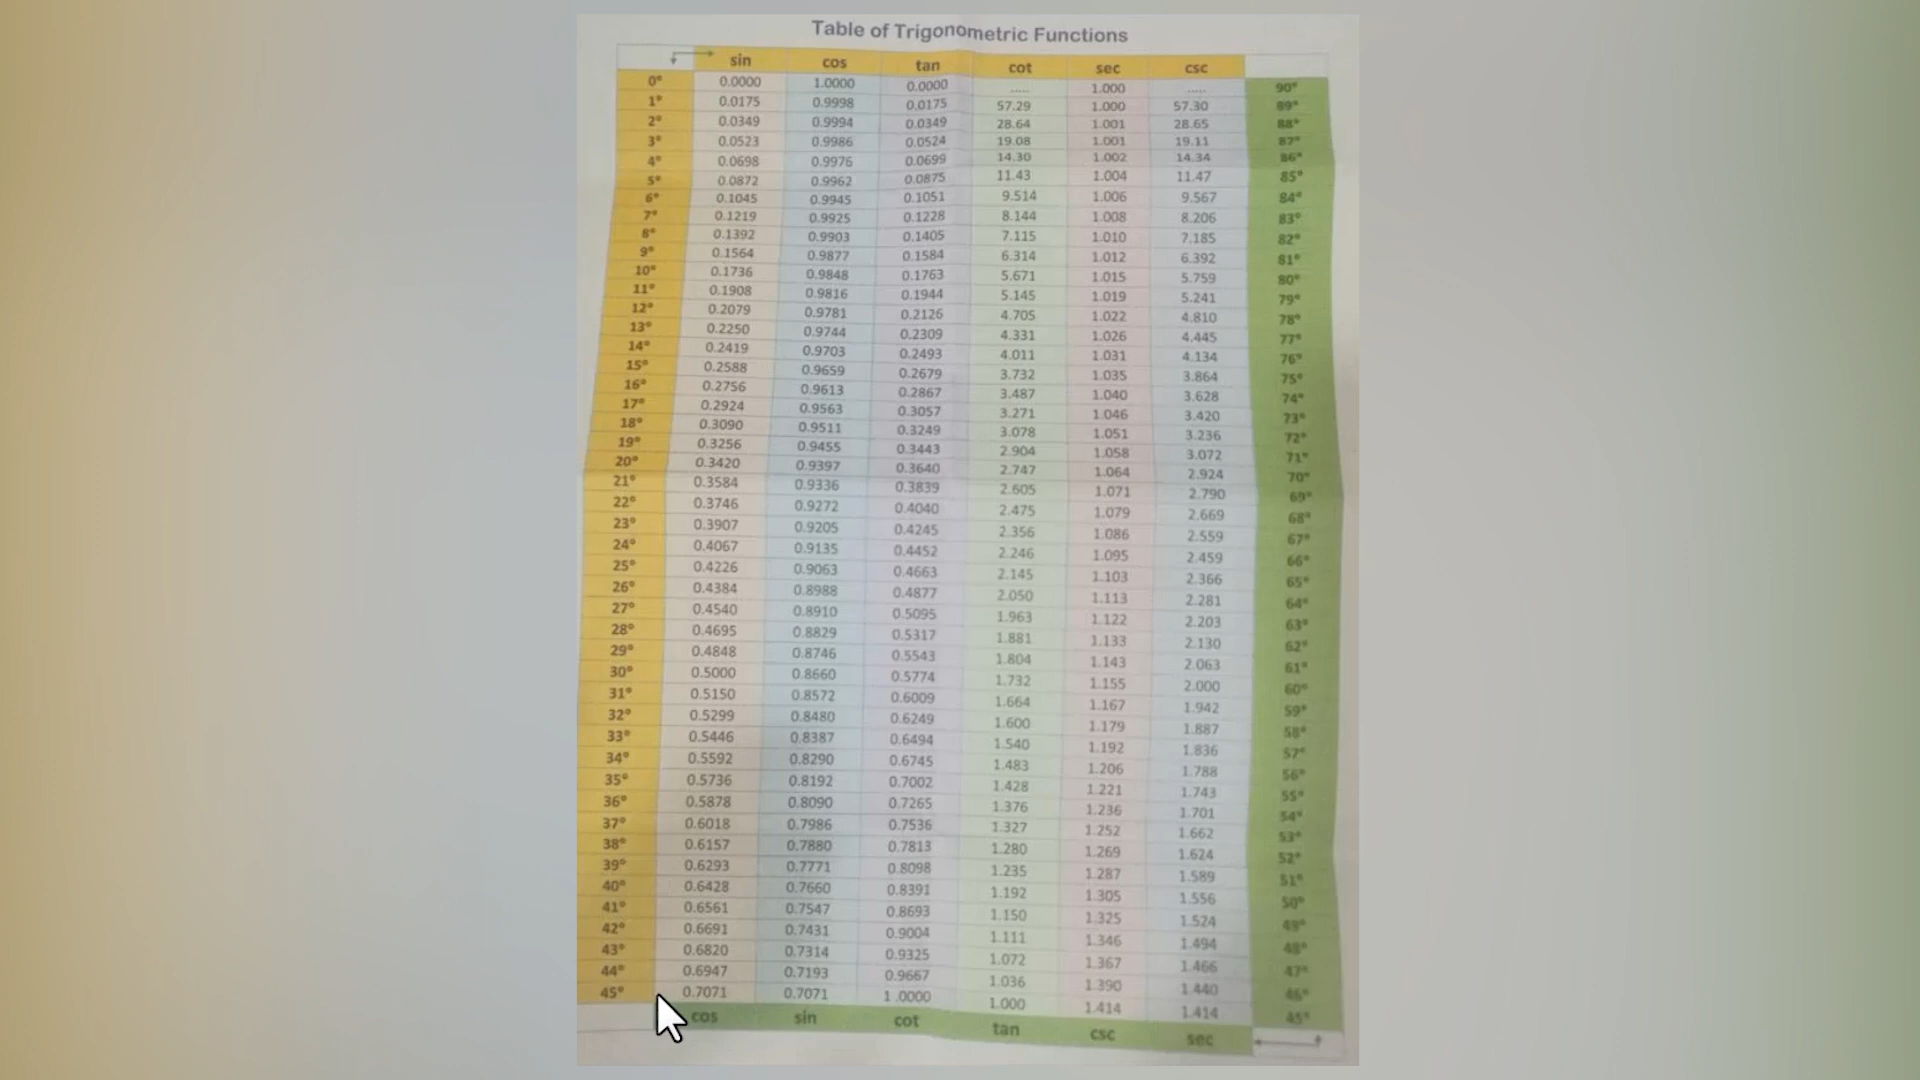 Table of Trigonometric Functions
sin cos tan cot sec csc
0° 0.0000 1.0000 0.0000 ..... 1.000 ..... 90°
1° 0.0175 0.9998 0.0175 57.29 1.000 57.30 89°
2° 0.0349 0.9994 0.0349 28.64 1.001 28.65 88°
3° 0.0523 0.9986 0.0524 19.08 1.001 19.11 87°
4° 0.0698 0.9976 0.0699 14.30 1.002 14.34 86°
5° 0.0872 0.9962 0.0875 11.43 1.004 11.47 85°
6° 0.1045 0.9945 0.1051 9.514 1.006 9.567 84°
7° 0.1219 0.9925 0.1228 8.144 1.008 8.206 83°
8° 0.1392 0.9903 0.1405 7.115 1.010 7.185 82°
9° 0.1564 0.9877 0.1584 6.314 1.012 6.392 81°
10° 0.1736 0.9848 0.1763 5.671 1.015 5.759 80°
11° 0.1908 0.9816 0.1944 5.145 1.019 5.241 79°
12° 0.2079 0.9781 0.2126 4.705 1.022 4.810 78°
13° 0.2250 0.9744 0.2309 4.331 1.026 4.445 77°
14° 0.2419 0.9703 0.2493 4.011 1.031 4.134 76°
15° 0.2588 0.9659 0.2679 3.732 1.035 3.864 75°
16° 0.2756 0.9613 0.2867 3.487 1.040 3.628 74°
17° 0.2924 0.9563 0.3057 3.271 1.046 3.420 73°
18° 0.3090 0.9511 0.3249 3.078 1.051 3.236 72°
19° 0.3256 0.9455 0.3443 2.904 1.058 3.072 71°
20° 0.3420 0.9397 0.3640 2.747 1.064 2.924 70°
21° 0.3584 0.9336 0.3839 2.605 1.071 2.790 69°
22° 0.3746 0.9272 0.4040 2.475 1.079 2.669 68°
23° 0.3907 0.9205 0.4245 2.356 1.086 2.559 67°
24° 0.4067 0.9135 0.4452 2.246 1.095 2.459 66°
25° 0.4226 0.9063 0.4663 2.145 1.103 2.366 65°
26° 0.4384 0.8988 0.4877 2.050 1.113 2.281 64°
27° 0.4540 0.8910 0.5095 1.963 1.122 2.203 63°
28° 0.4695 0.8829 0.5317 1.881 1.133 2.130 62°
29° 0.4848 0.8746 0.5543 1.804 1.143 2.063 61°
30° 0.5000 0.8660 0.5774 1.732 1.155 2.000 60°
31° 0.5150 0.8572 0.6009 1.664 1.167 1.942 59°
32° 0.5299 0.8480 0.6249 1.600 1.179 1.887 58°
33° 0.5446 0.8387 0.6494 1.540 1.192 1.836 57°
34° 0.5592 0.8290 0.6745 1.483 1.206 1.788 56°
35° 0.5736 0.8192 0.7002 1.428 1.221 1.743 55°
36° 0.5878 0.8090 0.7265 1.376 1.236 1.701 54°
37° 0.6018 0.7986 0.7536 1.327 1.252 1.662 53°
38° 0.6157 0.7880 0.7813 1.280 1.269 1.624 52°
39° 0.6293 0.7771 0.8098 1.235 1.287 1.589 51°
40° 0.6428 0.7660 0.8391 1.192 1.305 1.556 50°
41° 0.6561 0.7547 0.8693 1.150 1.325 1.524 49°
42° 0.6691 0.7431 0.9004 1.111 1.346 1.494 48°
43° 0.6820 0.7314 0.9325 1.072 1.367 1.466 47°
44° 0.6947 0.7193 0.9667 1.036 1.390 1.440 46°
45° 0.7071 0.7071 1.0000 1.000 1.414 1.414 45°
cos sin cot tan csc sec